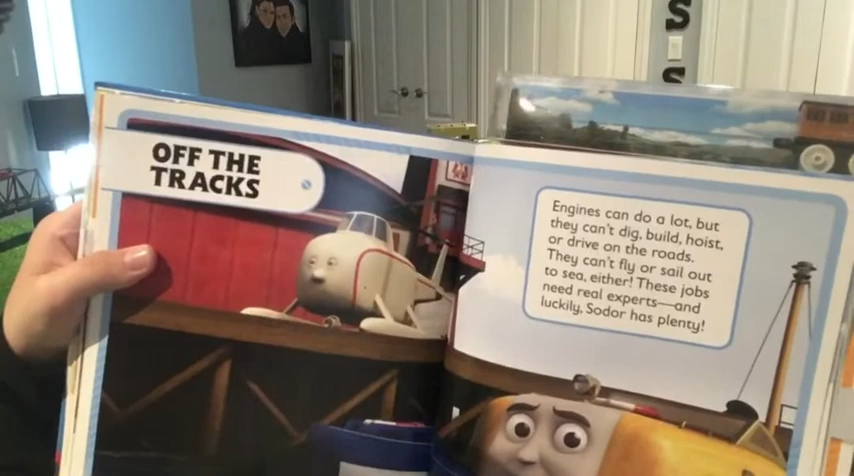 OFF THE
TRACKS
Engines can do a lot, but
they can't dig, build, hoist,
or drive on the roads.
They can't fly or sail out
to sea, either! These jobs
need real experts—and
luckily, Sodor has plenty!
S
S